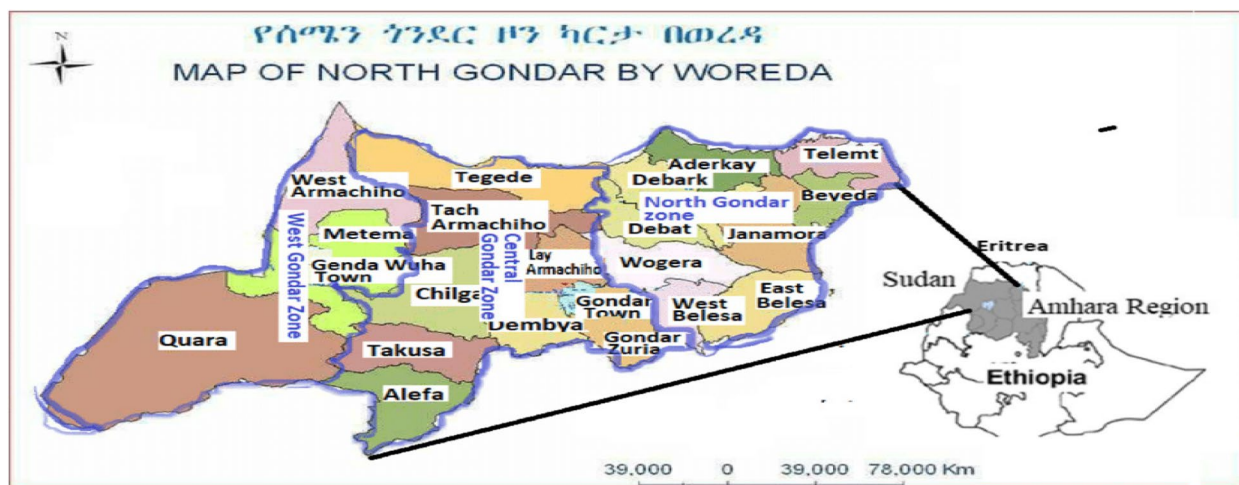 የሰሜን ጎንደር ዞን ካርታ በወረዳ
N
MAP OF NORTH GONDAR BY WOREDA
Telemt
Aderkay
Debark
Beyeda
North Gondar
zone
Debat
Janamora
West
Armachiho
Tegede
Tach
Armachiho
Metema
West Gondar Zone
Central
Gondar Zone
Genda Wuha
Town
Lay
Armachiho
Wogera
Chilga
Gondar
Town
West
Belesa
East
Belesa
Dembya
Gondar
Zuria
Quara
Takusa
Alefa
Eritrea
Sudan
Amhara Region
Ethiopia
39,000 0 39,000 78,000 Km